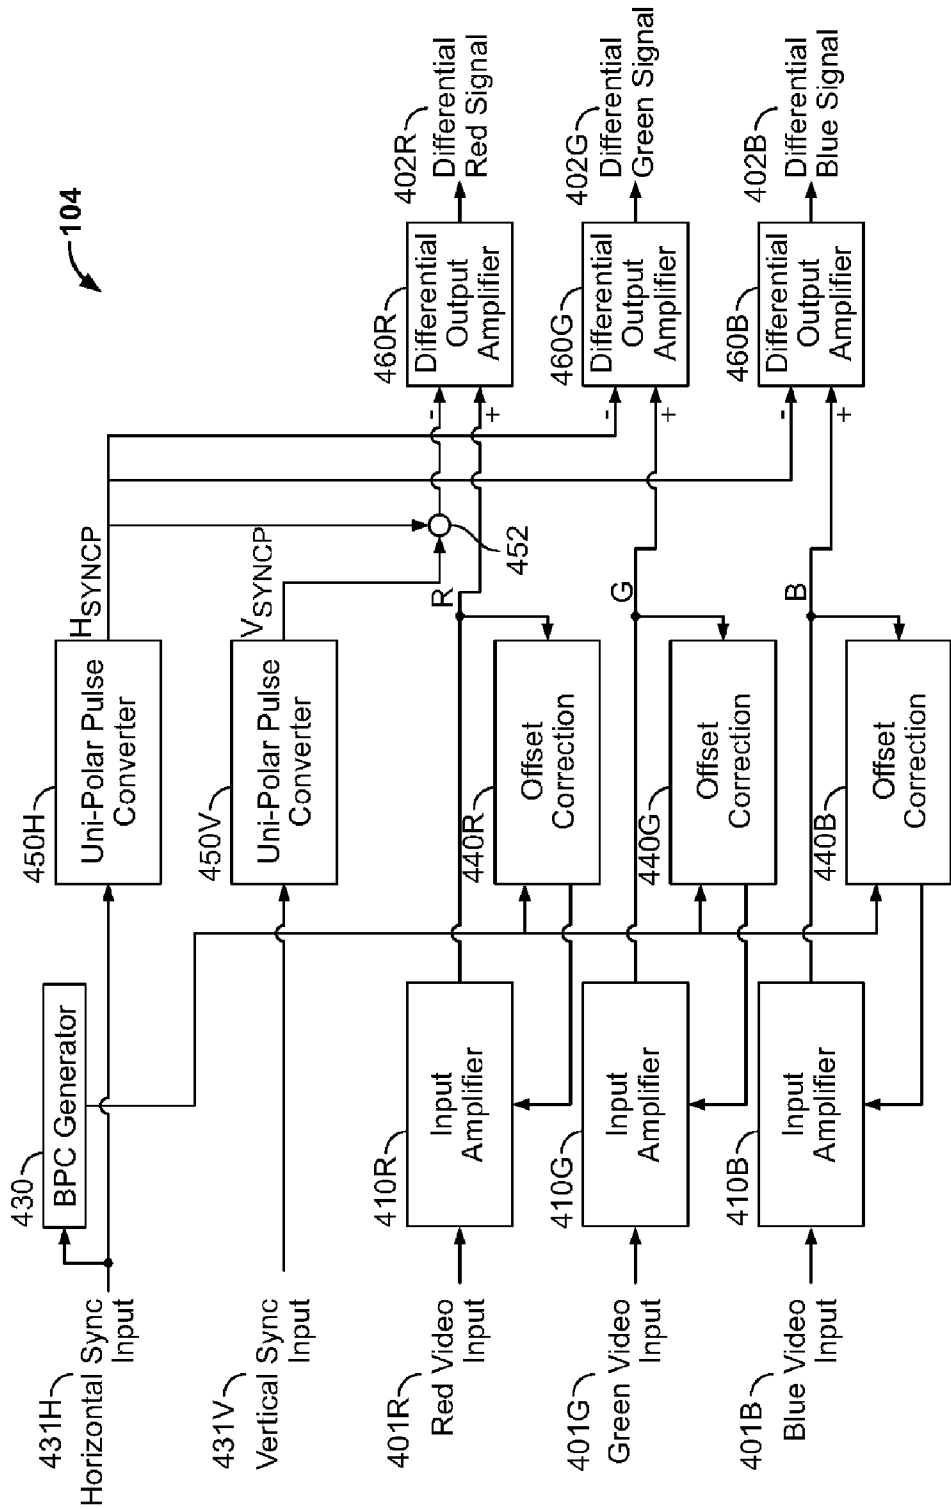 104
431H
Horizontal Sync
Input
430
BPC Generator
450H
Uni-Polar Pulse
Converter
HSYNCP
431V
Vertical Sync
Input
450V
Uni-Polar Pulse
Converter
VSYNCP
452
401R
Red Video
Input
410R
Input
Amplifier
440R
Offset
Correction
R
-
+
460R
Differential
Output
Amplifier
402R
Differential
Red Signal
401G
Green Video
Input
410G
Input
Amplifier
440G
Offset
Correction
G
-
+
460G
Differential
Output
Amplifier
402G
Differential
Green Signal
401B
Blue Video
Input
410B
Input
Amplifier
440B
Offset
Correction
B
-
+
460B
Differential
Output
Amplifier
402B
Differential
Blue Signal